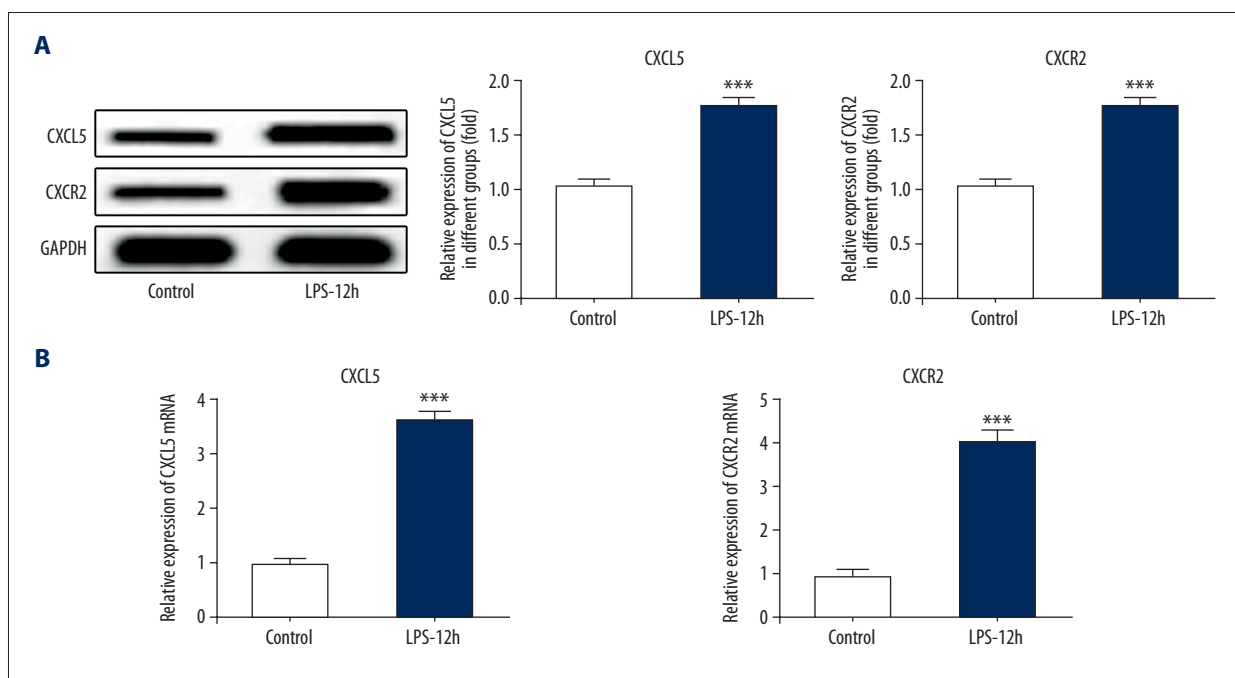 A
CXCL5
CXCR2
GAPDH
Control
LPS-12h
CXCL5
Relative expression of CXCL5
in different groups (fold)
2.0
1.5
1.0
0.5
0.0
***
Control
LPS-12h
CXCR2
Relative expression of CXCR2
in different groups (fold)
2.0
1.5
1.0
0.5
0.0
***
Control
LPS-12h
B
CXCL5
Relative expression of CXCL5 mRNA
4
3
2
1
0
***
Control
LPS-12h
CXCR2
Relative expression of CXCR2 mRNA
5
4
3
2
1
0
***
Control
LPS-12h